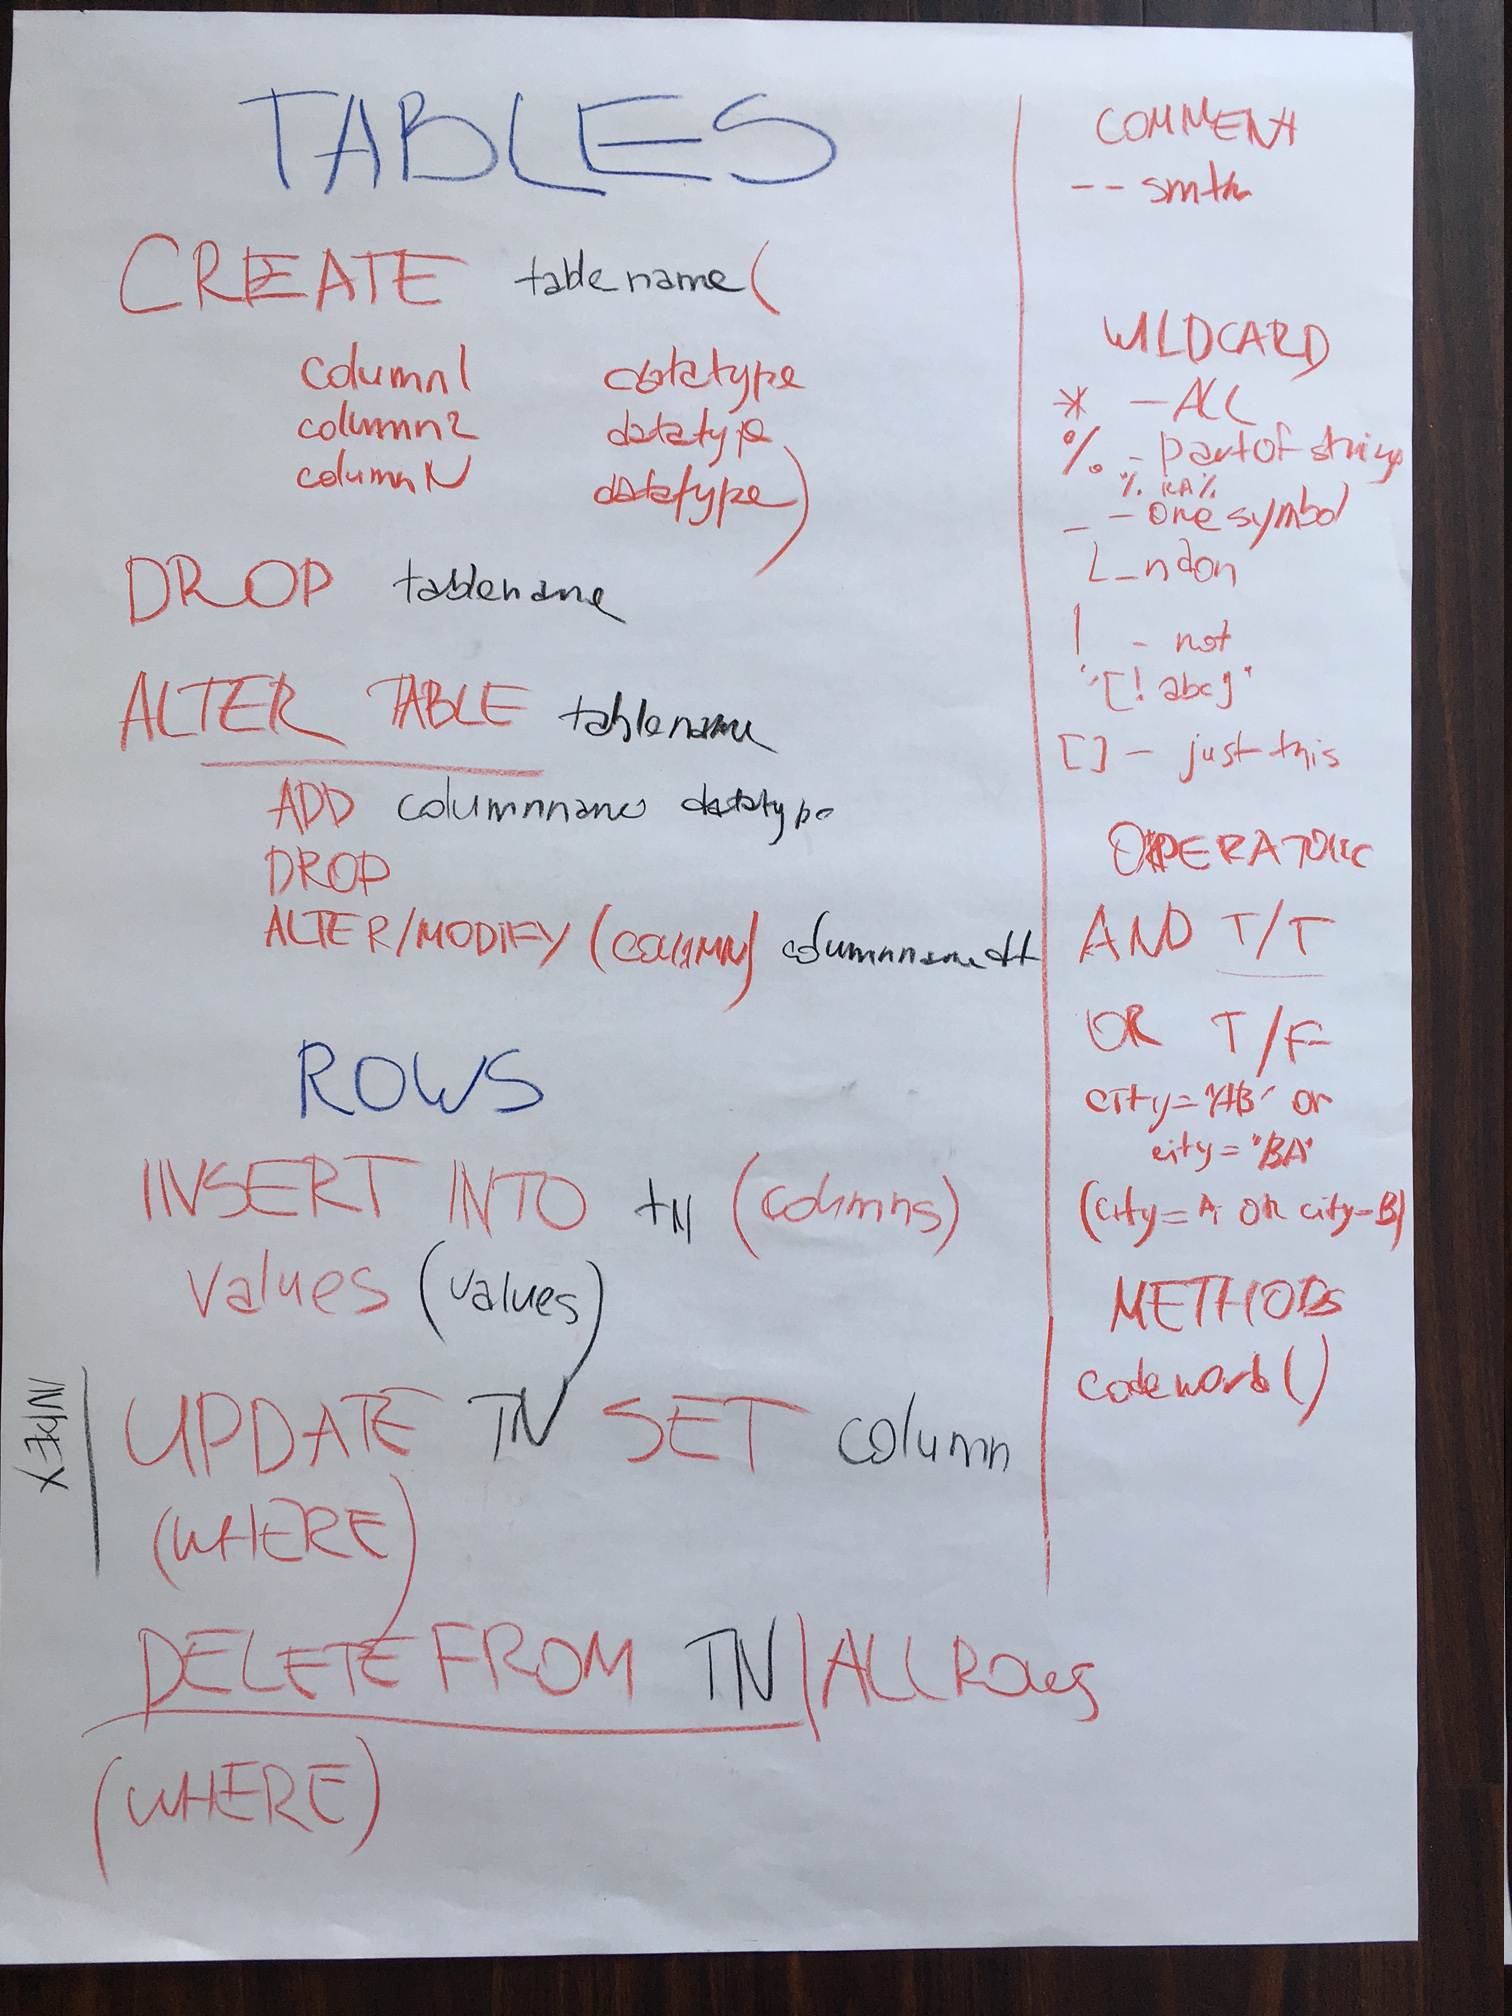 TABLES
CREATE tablename (
column1 datatype
column2 datatype
columnN datatype)
DROP tablename
ALTER TABLE tablename
ADD columnname datatype
DROP
ALTER/MODIFY (COLUMN) columnname dt
ROWS
INSERT INTO tN (columns)
values (values)
INDEX
UPDATE TN SET column
(WHERE)
DELETE FROM TN | ALL Rows
(WHERE)
COMMENT
-- smth
WILDCARD
* - ALL
% - part of string
_ - one symbol
L_ndon
! - not
"[!abc]"
[] - just this
AND T/T
OR T/F
city = "AB" or
city = "BA"
(city = A OR city = B)
METHODS
codeword()